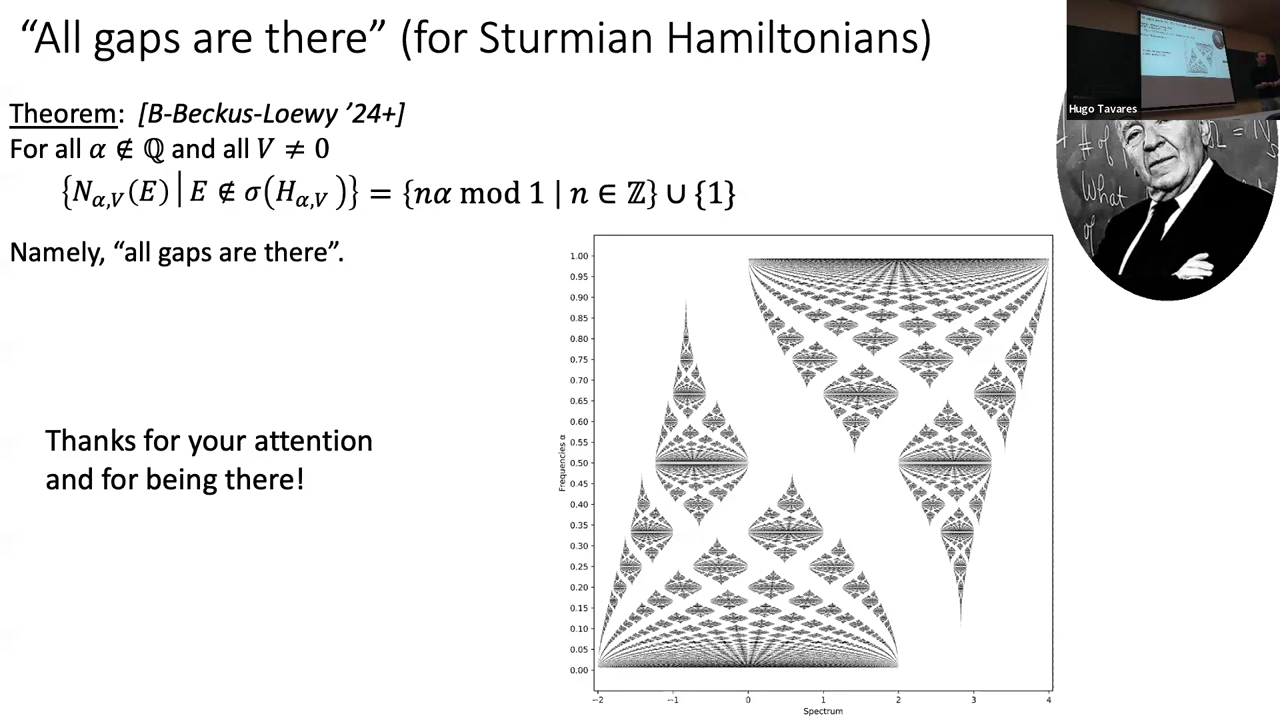 “All gaps are there” (for Sturmian Hamiltonians)
Theorem: [B-Beckus-Loewy ’24+]
For all α ∉ ℚ and all V ≠ 0
{N_{α,V}(E) | E ∉ σ(H_{α,V})} = {nα mod 1 | n ∈ ℤ} ∪ {1}
Namely, “all gaps are there”.
Thanks for your attention
and for being there!
Hugo Tavares
# of
What
of
1.00
0.95
0.90
0.85
0.80
0.75
0.70
0.65
0.60
0.55
0.50
0.45
0.40
0.35
0.30
0.25
0.20
0.15
0.10
0.05
0.00
Frequencies α
−2
−1
0
1
2
3
4
Spectrum